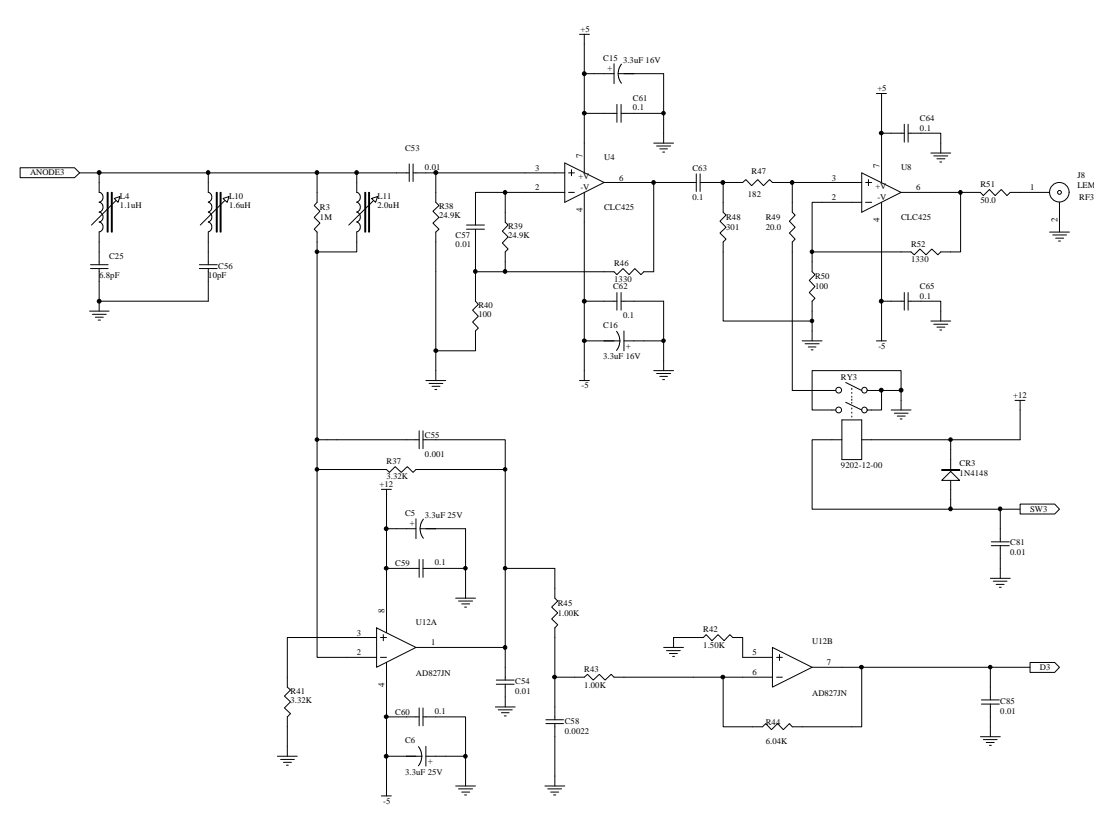 +5
C15
3.3uF 16V
+
C61
0.1
+5
C64
0.1
ANODE3
C53
0.01
3
2
7
4
6
U4
+V
-V
CLC425
C63
0.1
R47
182
3
2
7
4
6
U8
+V
-V
CLC425
R51
50.0
1
J8
LEM
RF3
2
L4
1.1uH
L10
1.6uH
R3
1M
L11
2.0uH
R38
24.9K
C57
0.01
R39
24.9K
R48
301
R49
20.0
R52
1330
C25
6.8pF
C56
10pF
R46
1330
C62
0.1
R50
100
C65
0.1
R40
100
C16
+
3.3uF 16V
-5
-5
RY3
+12
9202-12-00
CR3
1N4148
SW3
C81
0.01
C55
0.001
R37
3.32K
+12
C5
3.3uF 25V
+
C59
0.1
8
U12A
3
2
1
4
AD827JN
R45
1.00K
R41
3.32K
C54
0.01
R42
1.50K
U12B
5
6
7
AD827JN
D3
R43
1.00K
C60
0.1
C58
0.0022
R44
6.04K
C85
0.01
C6
+
3.3uF 25V
-5